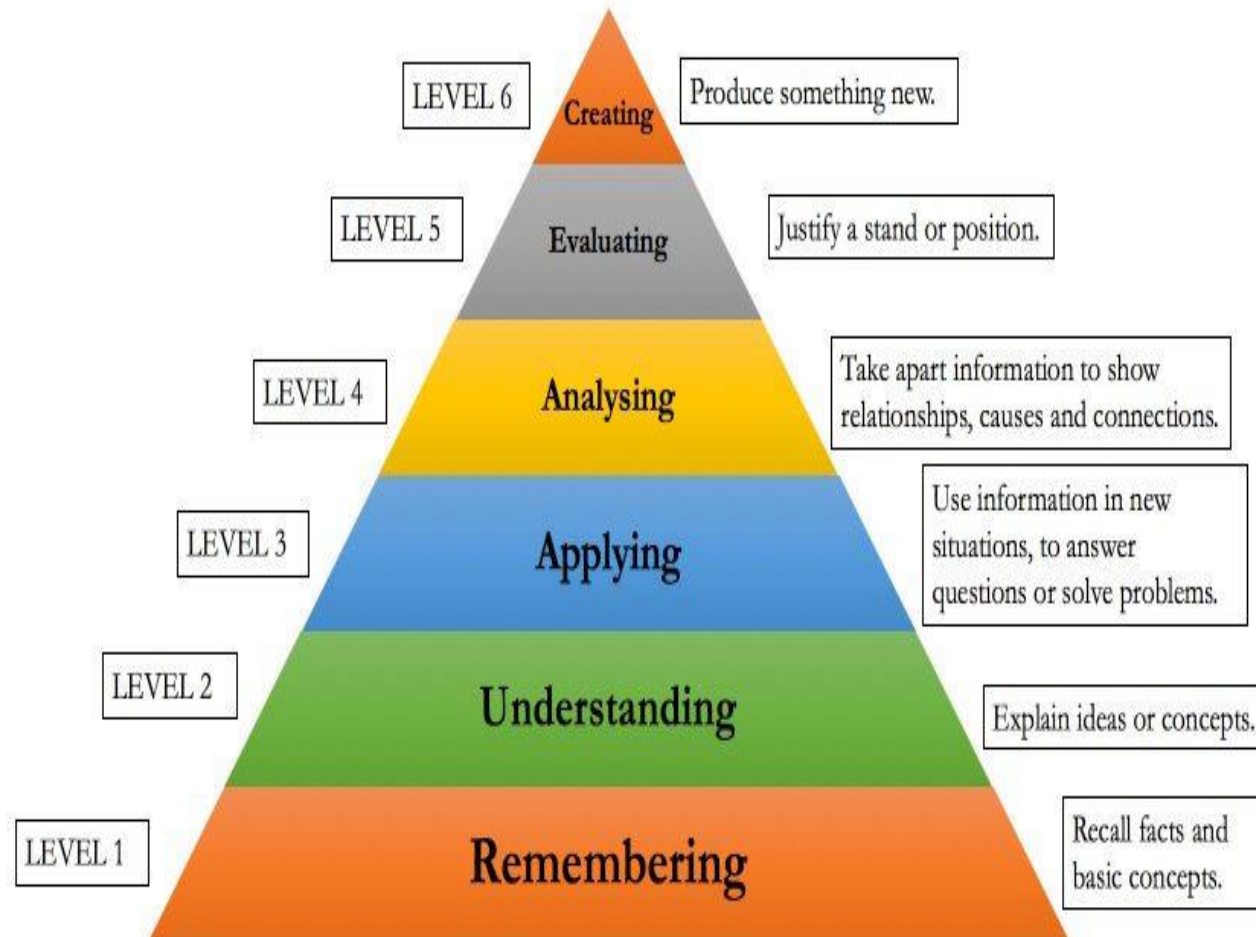 LEVEL 6
Creating
Produce something new.
LEVEL 5
Evaluating
Justify a stand or position.
LEVEL 4
Analysing
Take apart information to show
relationships, causes and connections.
LEVEL 3
Applying
Use information in new
situations, to answer
questions or solve problems.
LEVEL 2
Understanding
Explain ideas or concepts.
LEVEL 1
Remembering
Recall facts and
basic concepts.